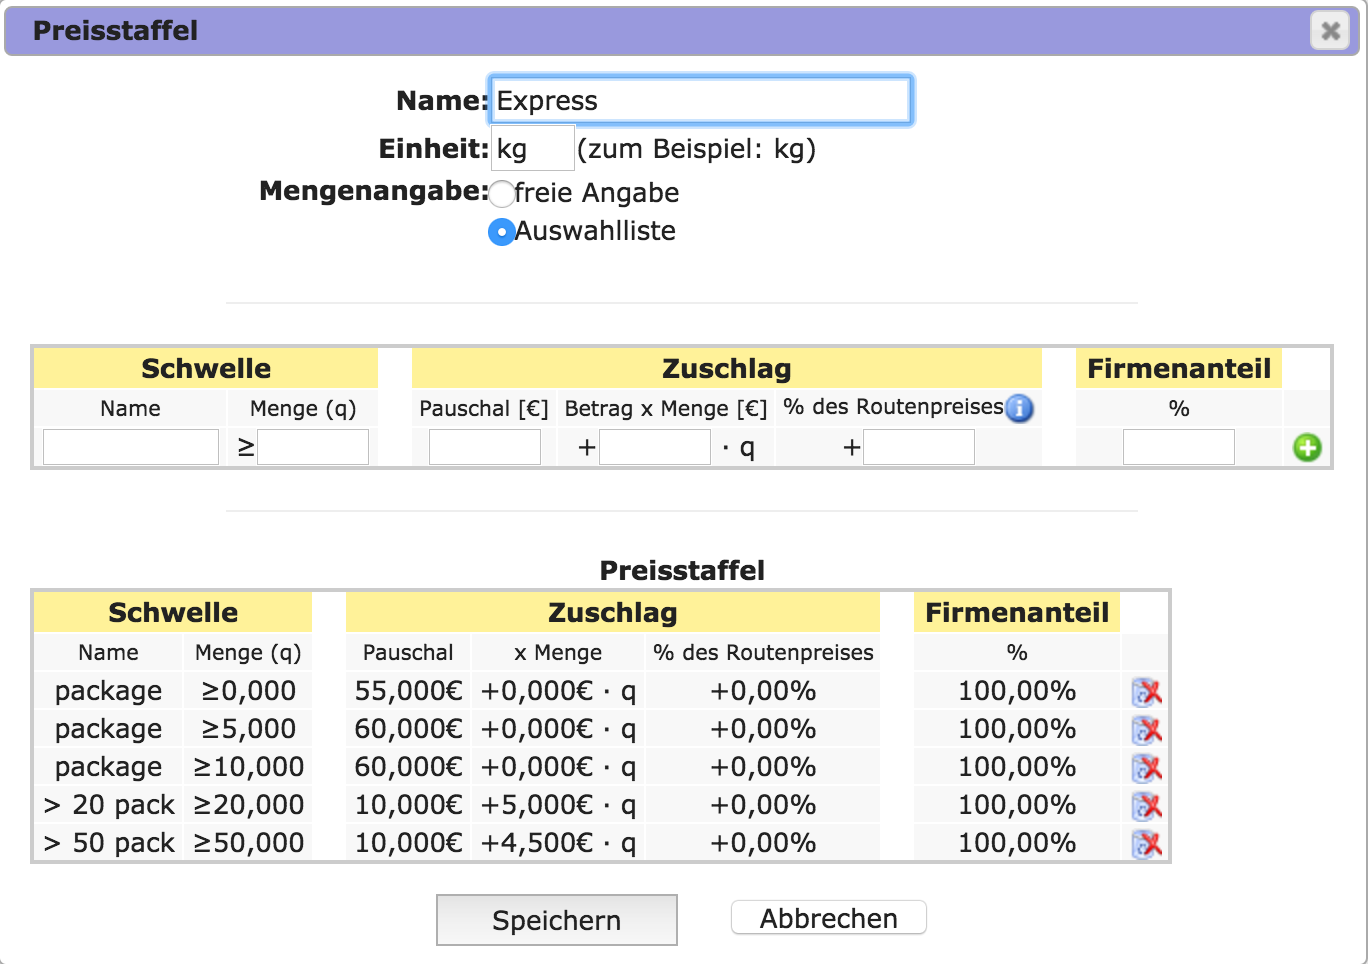 Preisstaffel
Name: Express
Einheit: kg (zum Beispiel: kg)
Mengenangabe: freie Angabe
Auswahlliste
Schwelle Zuschlag Firmenanteil
Name Menge (q) Pauschal [€] Betrag x Menge [€] % des Routenpreises i %
≥ + · q +
Preisstaffel
Schwelle Zuschlag Firmenanteil
Name Menge (q) Pauschal x Menge % des Routenpreises %
package ≥0,000 55,000€ +0,000€ · q +0,00% 100,00%
package ≥5,000 60,000€ +0,000€ · q +0,00% 100,00%
package ≥10,000 60,000€ +0,000€ · q +0,00% 100,00%
> 20 pack ≥20,000 10,000€ +5,000€ · q +0,00% 100,00%
> 50 pack ≥50,000 10,000€ +4,500€ · q +0,00% 100,00%
Speichern Abbrechen